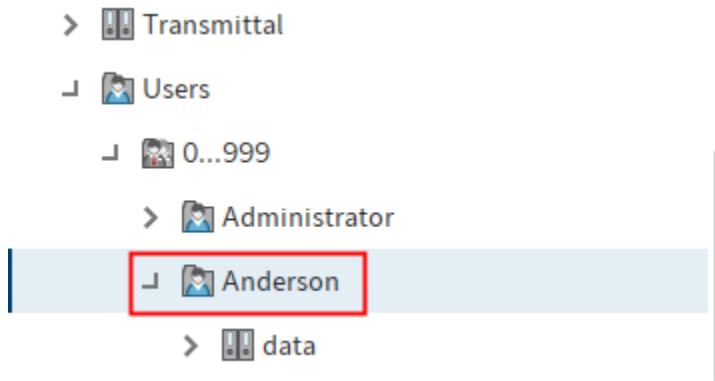 Transmittal
Users
0...999
Administrator
Anderson
data